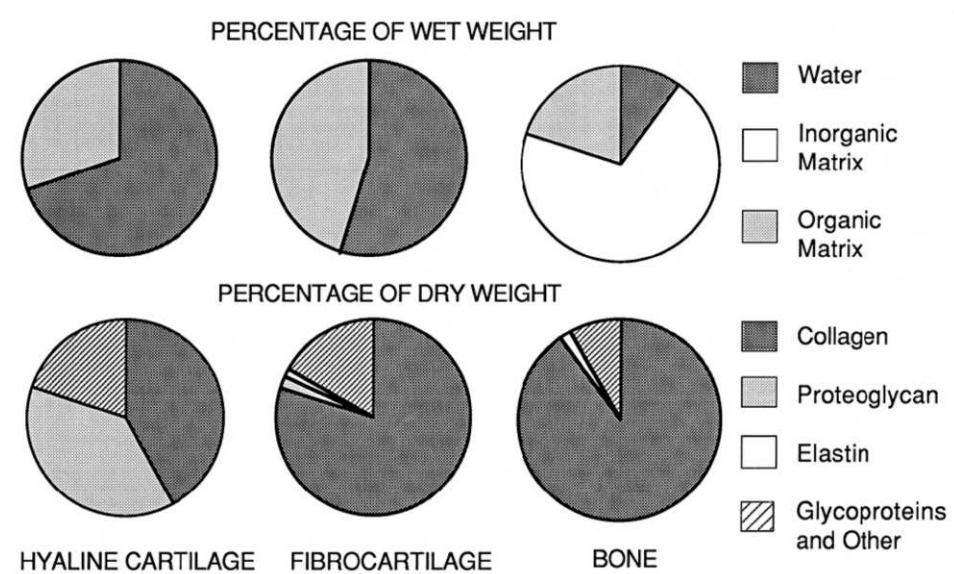 PERCENTAGE OF WET WEIGHT
Water
Inorganic
Matrix
Organic
Matrix
PERCENTAGE OF DRY WEIGHT
Collagen
Proteoglycan
Elastin
Glycoproteins
and Other
HYALINE CARTILAGE
FIBROCARTILAGE
BONE